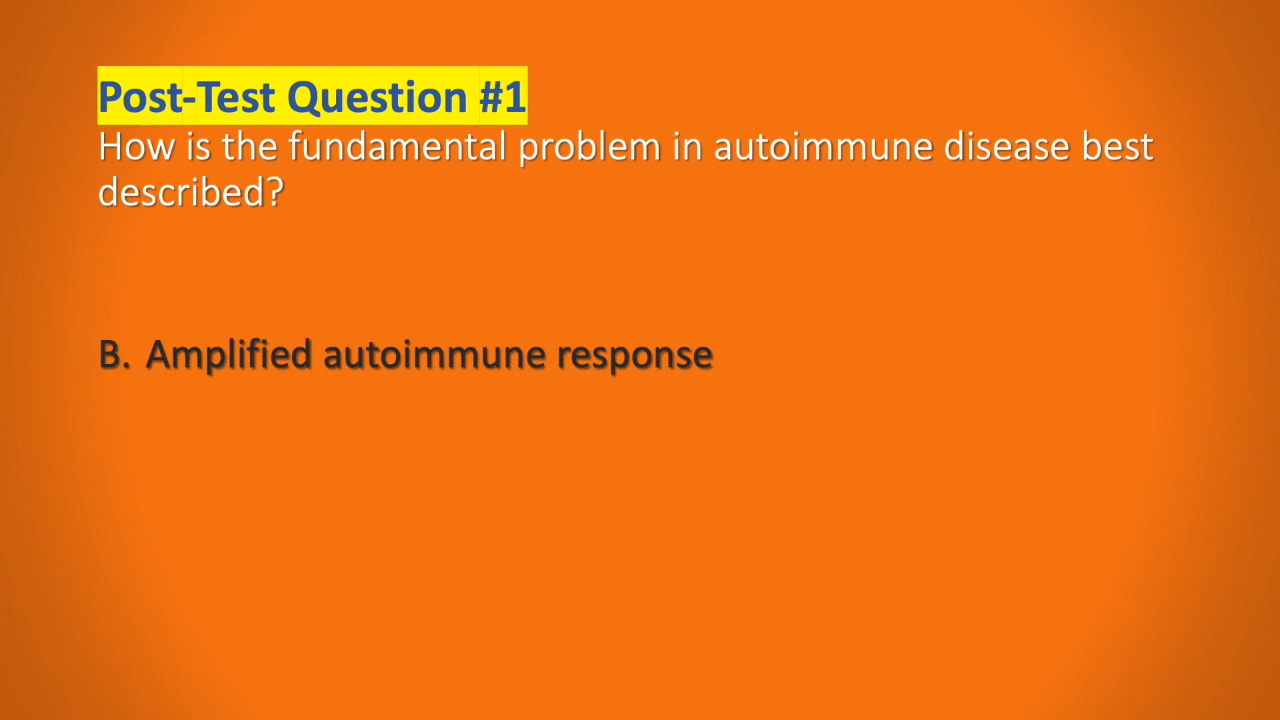 Post-Test Question #1
How is the fundamental problem in autoimmune disease best
described?
B. Amplified autoimmune response